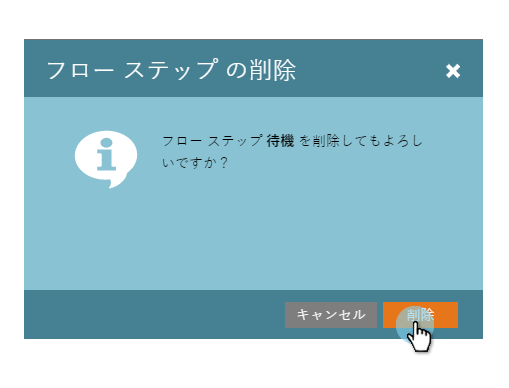 フロー ステップ の削除
フロー ステップ 待機 を削除してもよろし
いですか？
キャンセル
削除